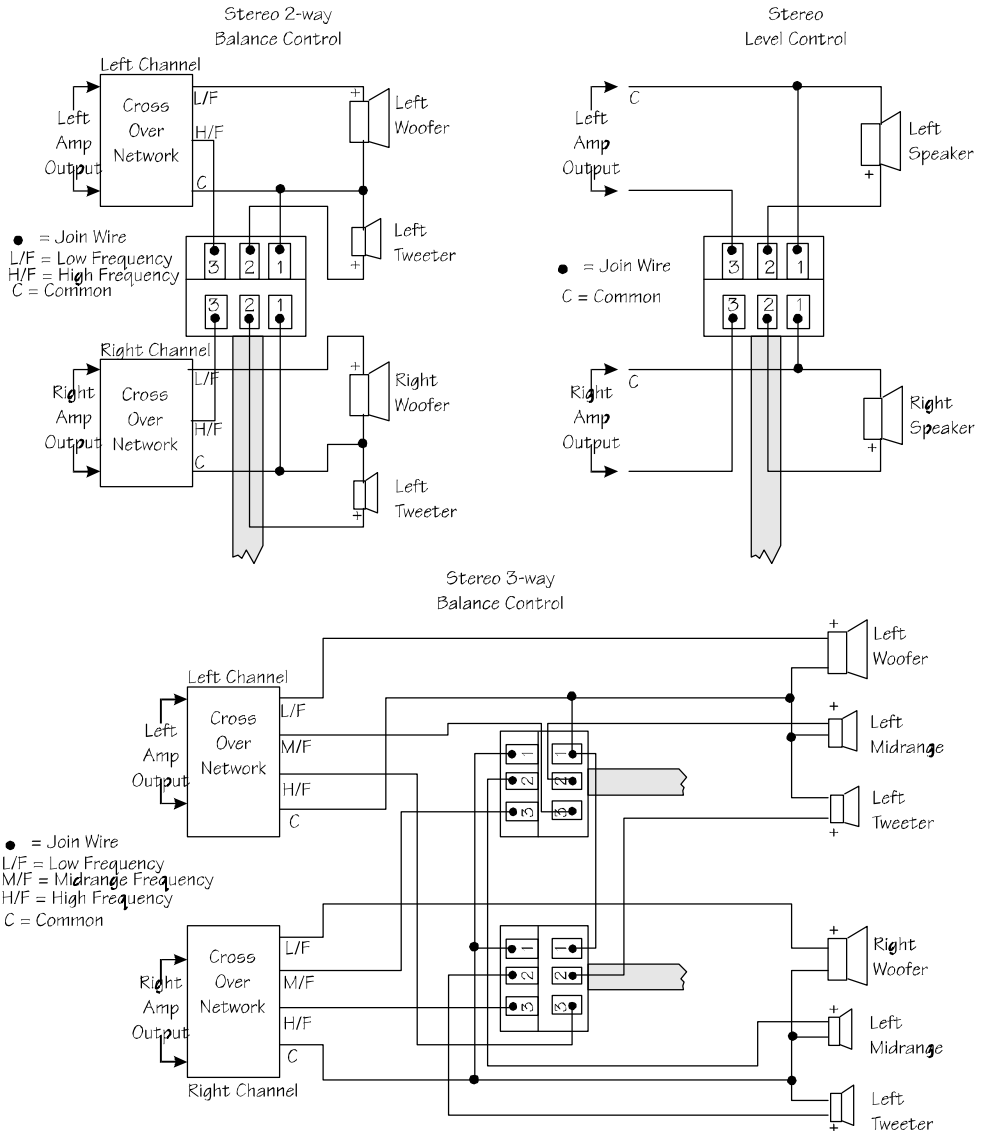 Stereo 2-way
Balance Control
Left Channel
L/F
H/F
C
Cross
Over
Network
Left
Amp
Output
+
Left
Woofer
Left
Tweeter
+
= Join Wire
L/F = Low Frequency
H/F = High Frequency
C = Common
3 2 1
3 2 1
Right Channel
L/F
H/F
C
Cross
Over
Network
Right
Amp
Output
+
Right
Woofer
Left
Tweeter
+
Stereo
Level Control
C
Left
Amp
Output
Left
Speaker
+
= Join Wire
C = Common
3 2 1
3 2 1
C
Right
Amp
Output
Right
Speaker
+
Stereo 3-way
Balance Control
Left Channel
L/F
M/F
H/F
C
Cross
Over
Network
Left
Amp
Output
+
Left
Woofer
+
Left
Midrange
Left
Tweeter
+
1 1
2 2
3 3
= Join Wire
L/F = Low Frequency
M/F = Midrange Frequency
H/F = High Frequency
C = Common
L/F
M/F
H/F
C
Cross
Over
Network
Right
Amp
Output
Right Channel
1 1
2 2
3 3
+
Right
Woofer
+
Left
Midrange
Left
Tweeter
+